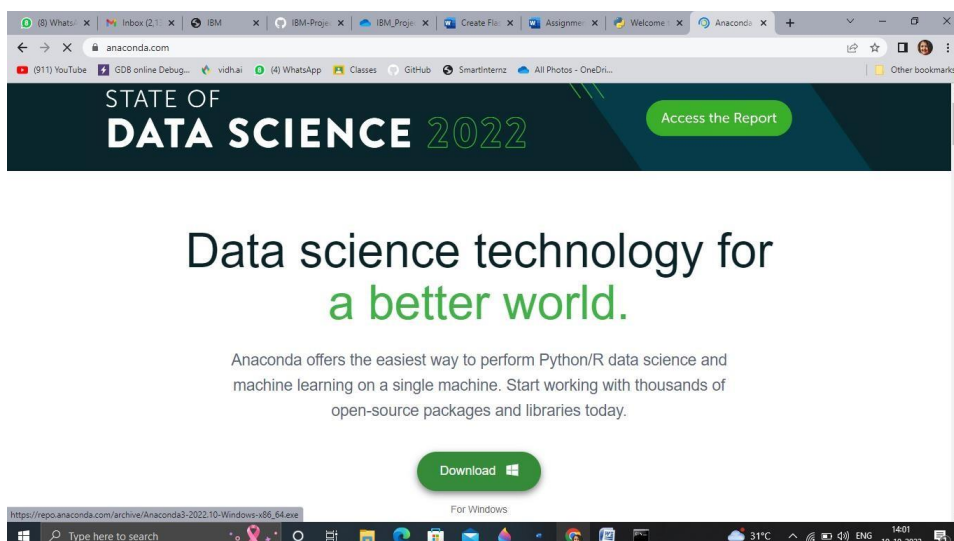 (8) Whats
Inbox (2,1
IBM
IBM-Proje
IBM_Proje
Create Fla
Assignme
Welcome
Anaconda
anaconda.com
(911) YouTube
GDB online Debug...
vidh.ai
(4) WhatsApp
Classes
GitHub
SmartInternz
All Photos - OneDri...
Other bookmarks
STATE OF
DATA SCIENCE 2022
Access the Report
Data science technology for
a better world.
Anaconda offers the easiest way to perform Python/R data science and
machine learning on a single machine. Start working with thousands of
open-source packages and libraries today.
Download
For Windows
https://repo.anaconda.com/archive/Anaconda3-2022.10-Windows-x86_64.exe
Type here to search
31°C
ENG
14:01